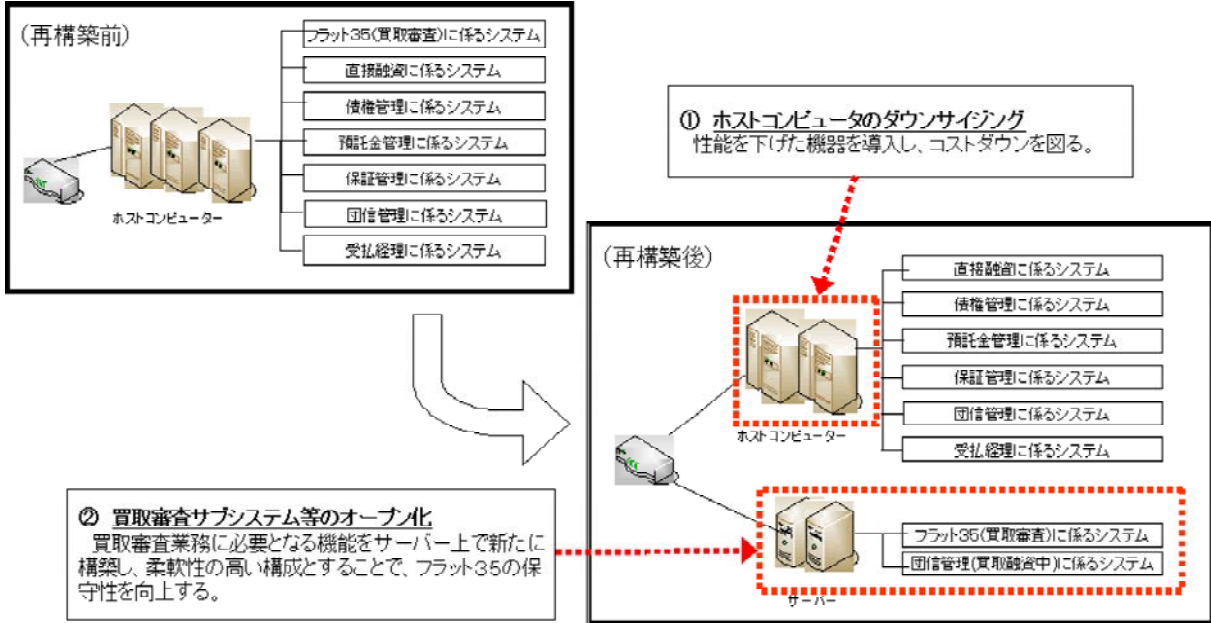 (再構築前)
フラット35(買取審査)に係るシステム
直接融資に係るシステム
債権管理に係るシステム
預託金管理に係るシステム
保証管理に係るシステム
団信管理に係るシステム
受払経理に係るシステム
ホストコンピューター
① ホストコンピュータのダウンサイジング
性能を下げた機器を導入し、コストダウンを図る。
(再構築後)
直接融資に係るシステム
債権管理に係るシステム
預託金管理に係るシステム
保証管理に係るシステム
団信管理に係るシステム
受払経理に係るシステム
ホストコンピューター
② 買取審査サブシステム等のオープン化
買取審査業務に必要となる機能をサーバー上で新たに
構築し、柔軟性の高い構成とすることで、フラット35の保
守性を向上する。
フラット35(買取審査)に係るシステム
団信管理(買取融資中)に係るシステム
サーバー